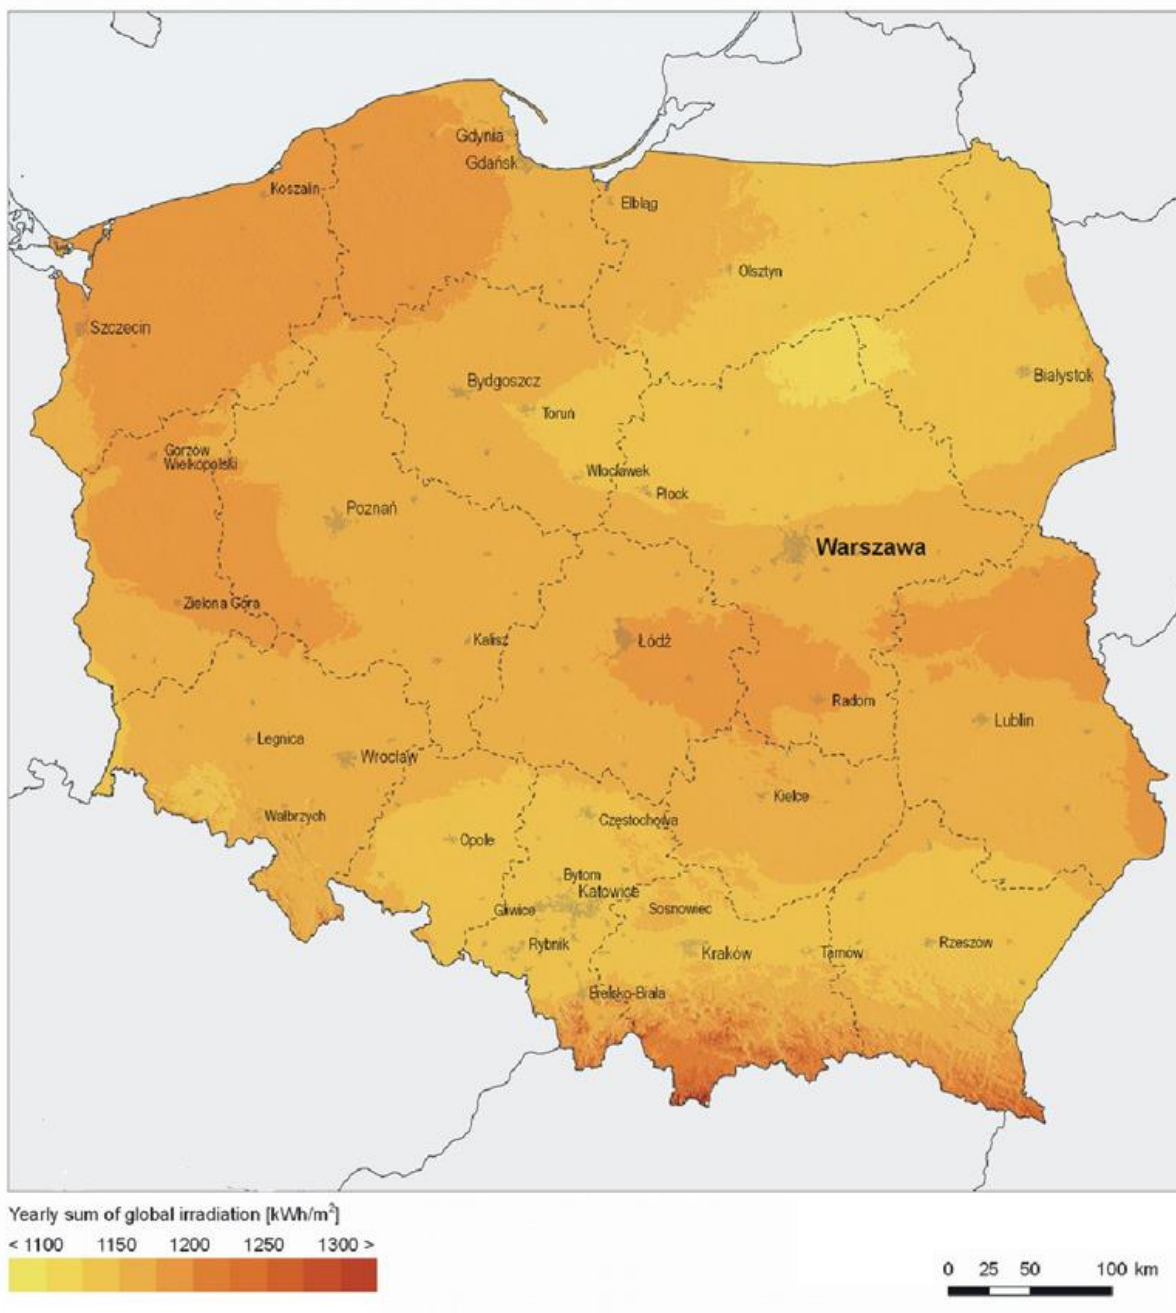 Gdynia
Gdańsk
Koszalin
Elbląg
Olsztyn
Szczecin
Białystok
Bydgoszcz
Toruń
Gorzów
Wielkopolski
Włocławek
Płock
Poznań
Warszawa
Zielona Góra
Kalisz
Łódź
Radom
Lublin
Legnica
Wrocław
Kielce
Wałbrzych
Częstochowa
Opole
Bytom
Katowice
Gliwice
Sosnowiec
Rybnik
Kraków
Tarnów
Rzeszów
Bielsko-Biała
Yearly sum of global irradiation [kWh/m²]
< 1100 1150 1200 1250 1300 >
0 25 50 100 km